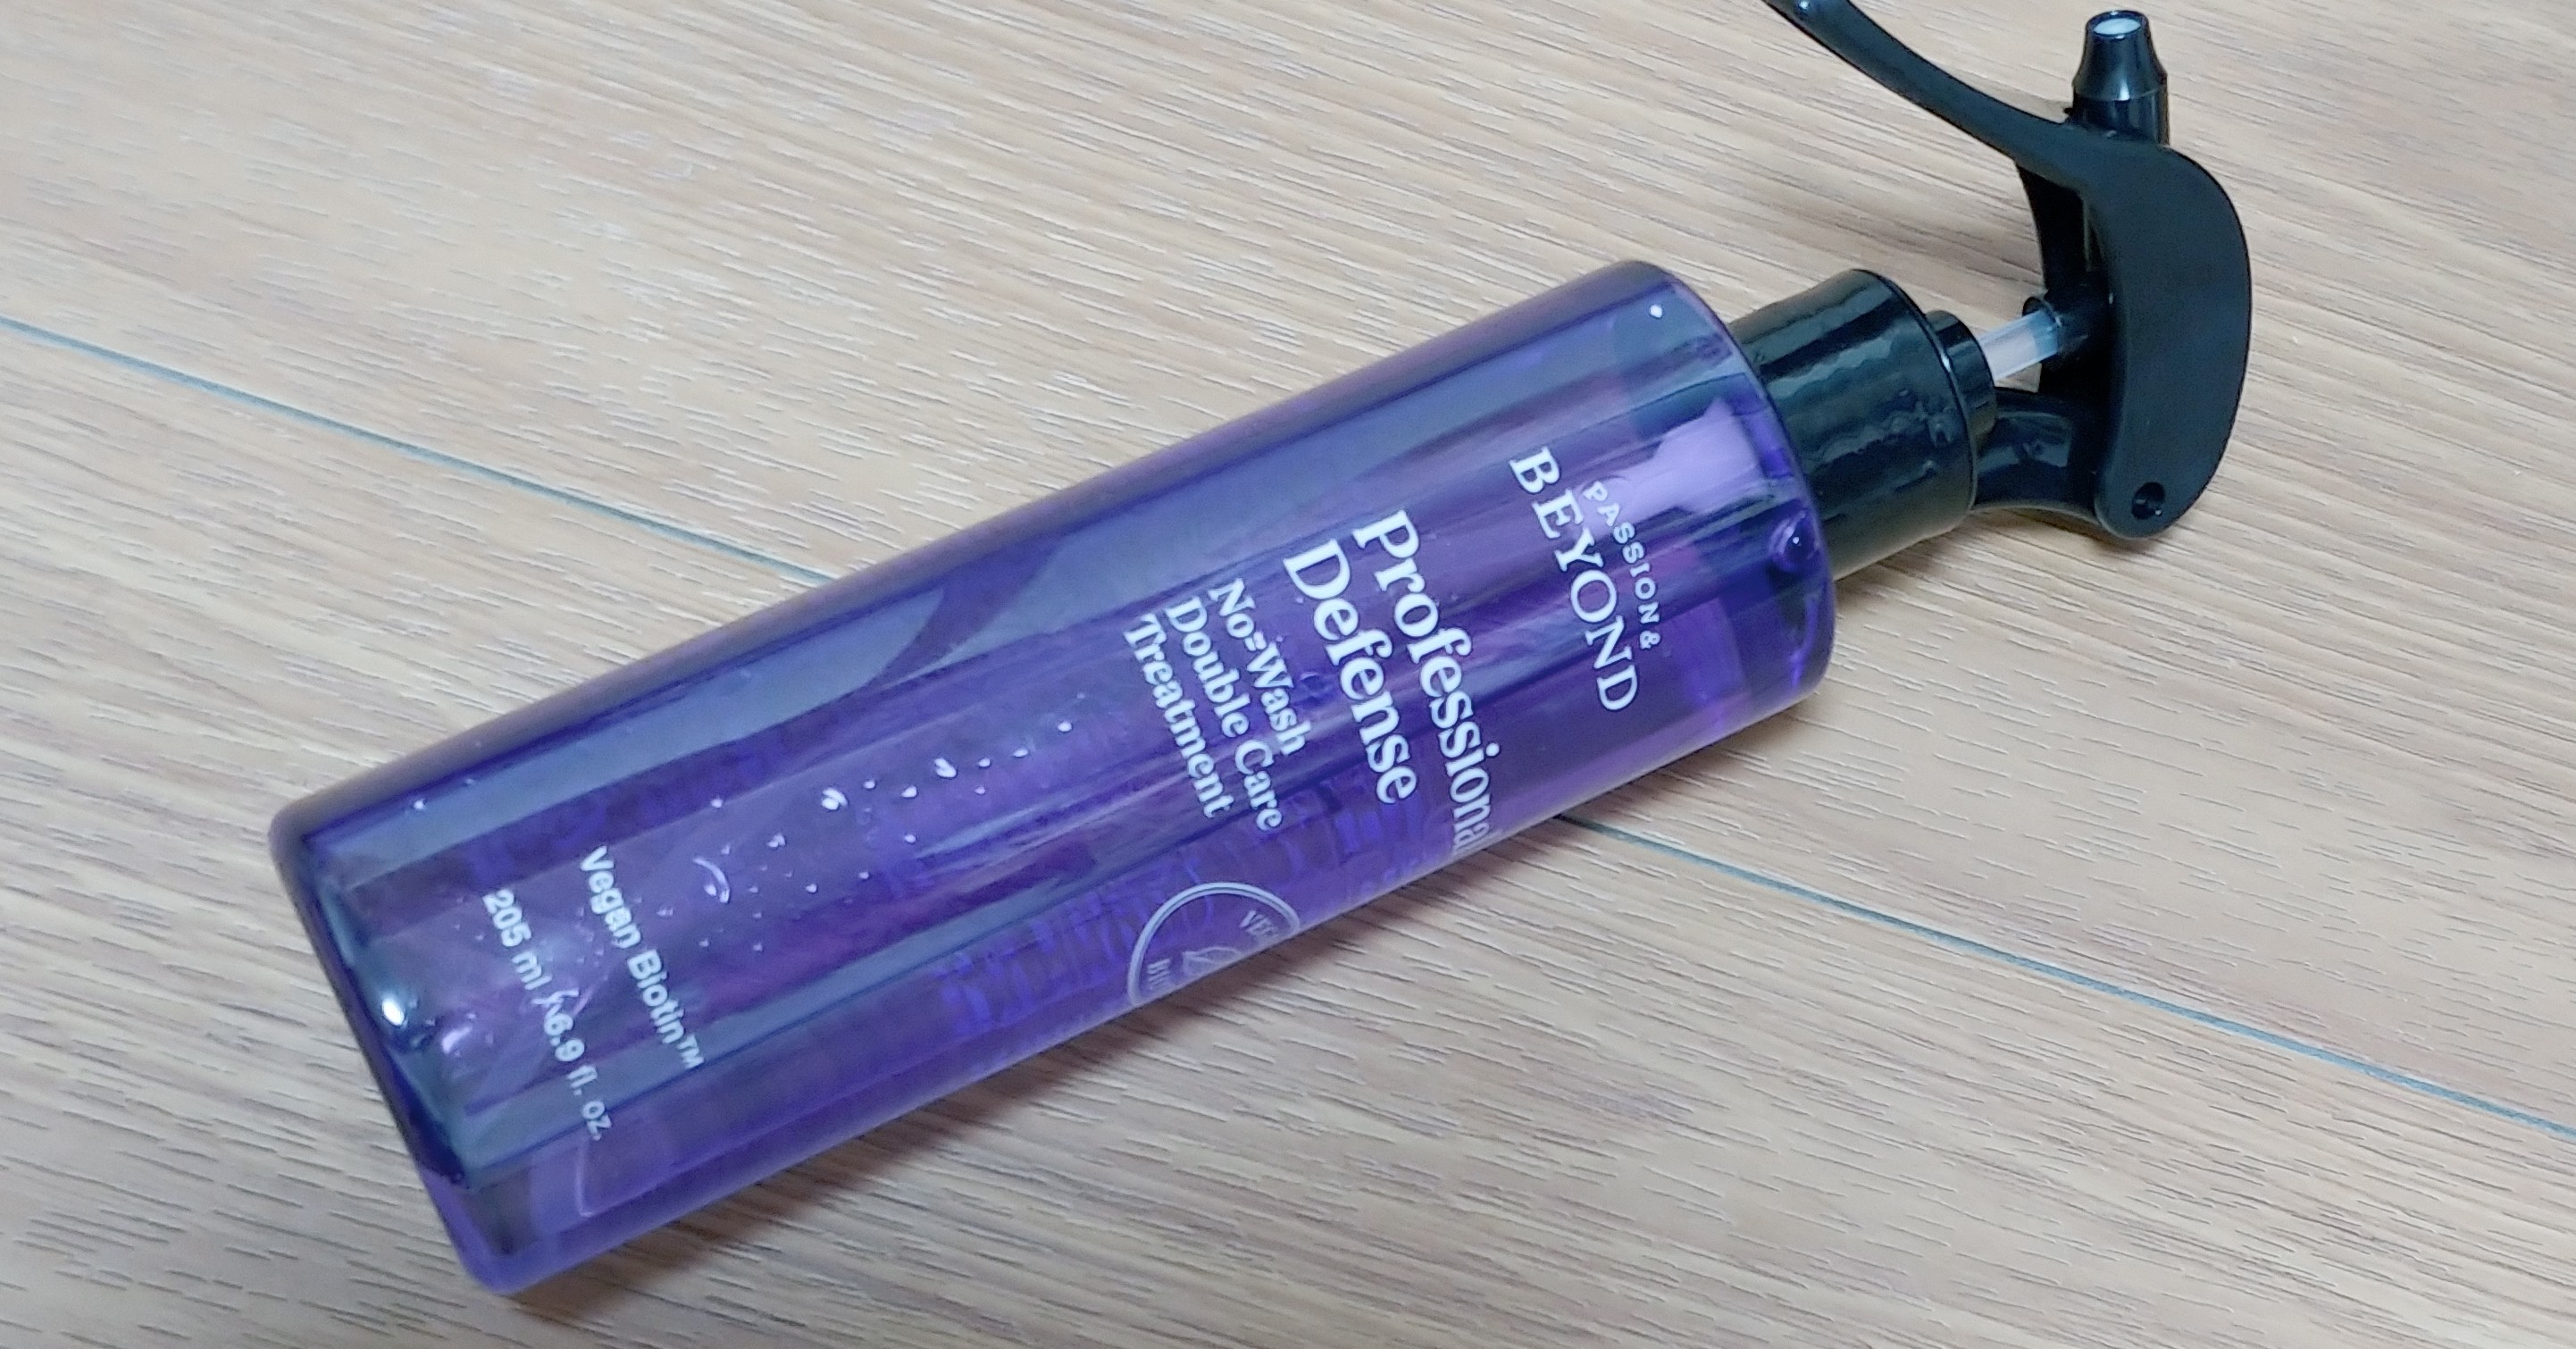 PASSION &
BEYOND
Professional
Defense
No=Wash
Double Care
Treatment
Vegan Biotin™
205 ml / 6.9 fl. oz.